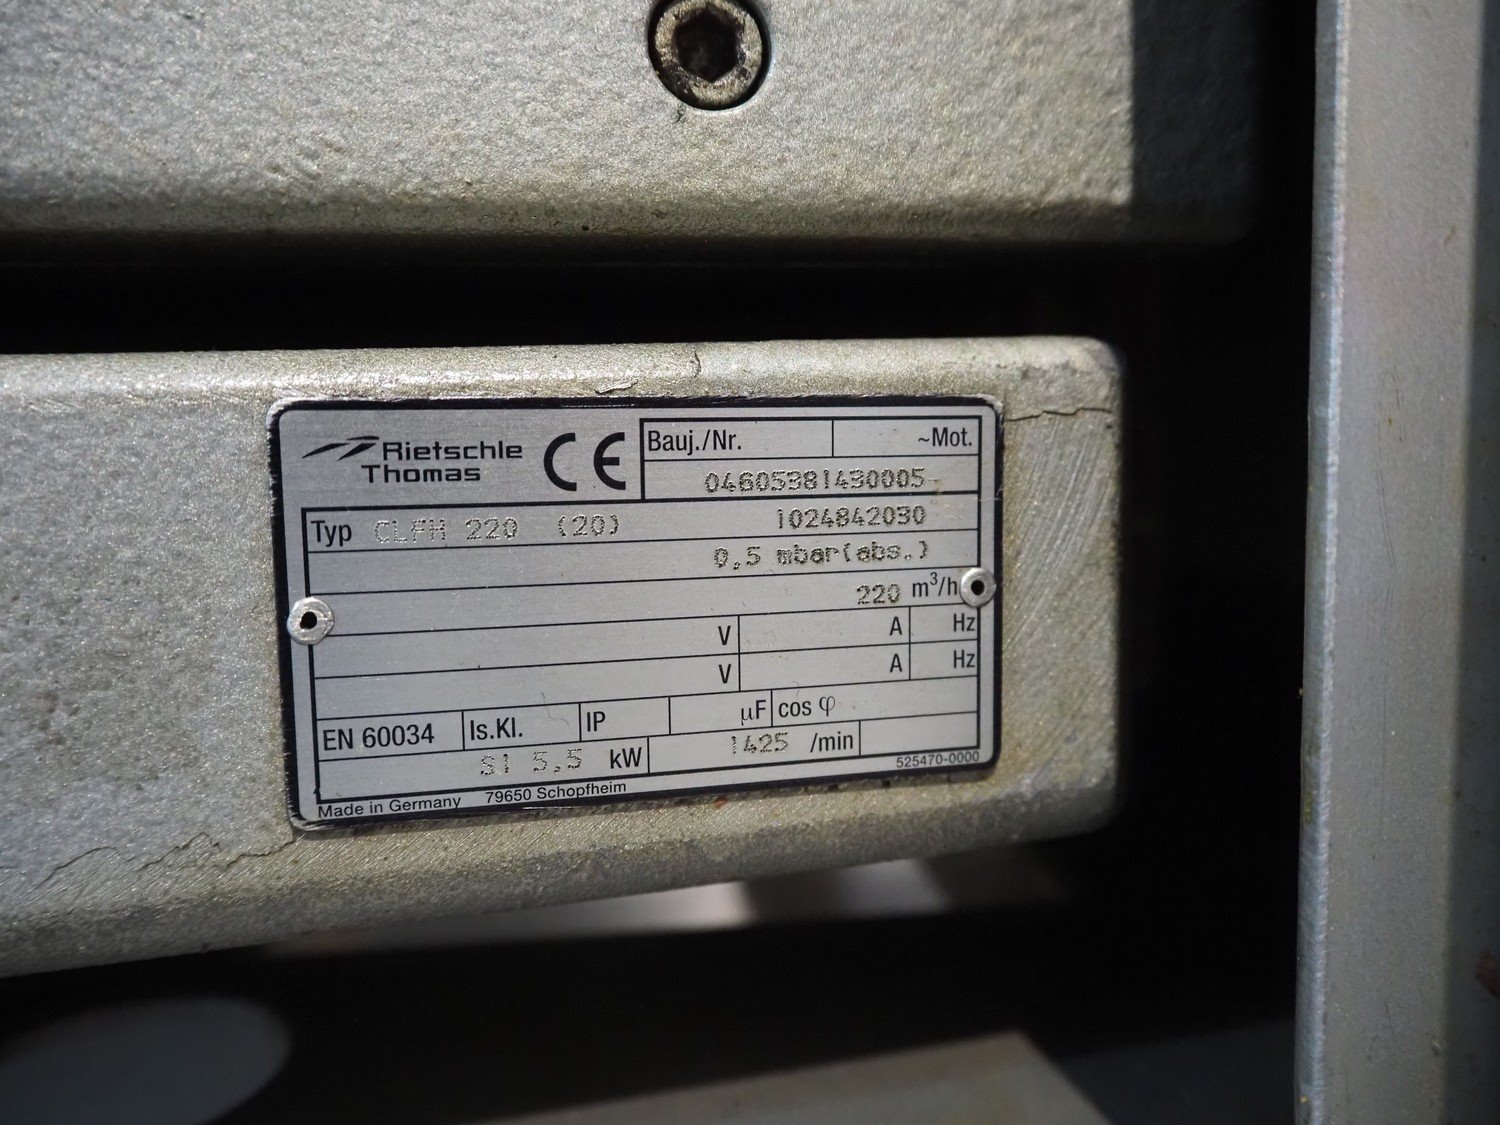 Rietschle
Thomas
CE
Bauj./Nr. ~Mot.
04605381430005
Typ CLFH 220 (20) 1024842030
0,5 mbar(abs.)
220 m³/h
V A Hz
V A Hz
EN 60034 Is.Kl. IP µF cos φ
S1 5,5 kW 1425 /min
525470-0000
Made in Germany 79650 Schopfheim